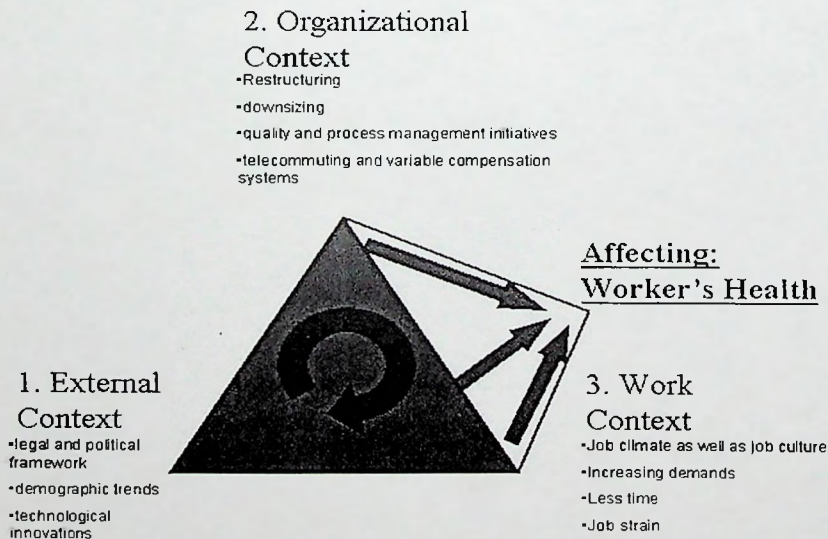 2. Organizational
Context
-Restructuring
-downsizing
-quality and process management initiatives
-telecommuting and variable compensation
systems
Affecting:
Worker's Health
1. External
Context
-legal and political
framework
-demographic trends
-technological
innovations
3. Work
Context
-Job climate as well as job culture
-Increasing demands
-Less time
-Job strain